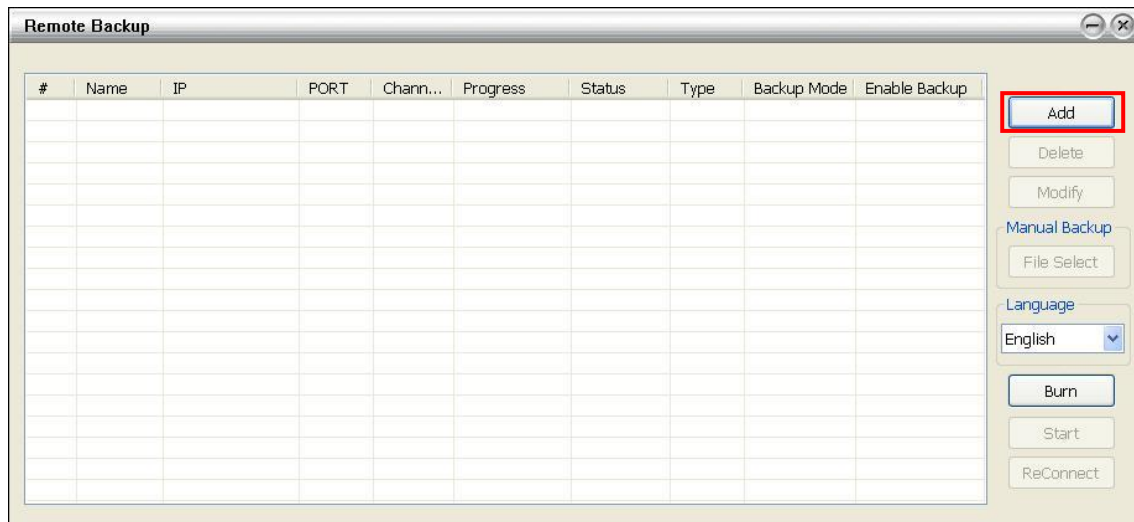 Remote Backup
# Name IP PORT Chann... Progress Status Type Backup Mode Enable Backup
Add
Delete
Modify
Manual Backup
File Select
Language
English
Burn
Start
ReConnect